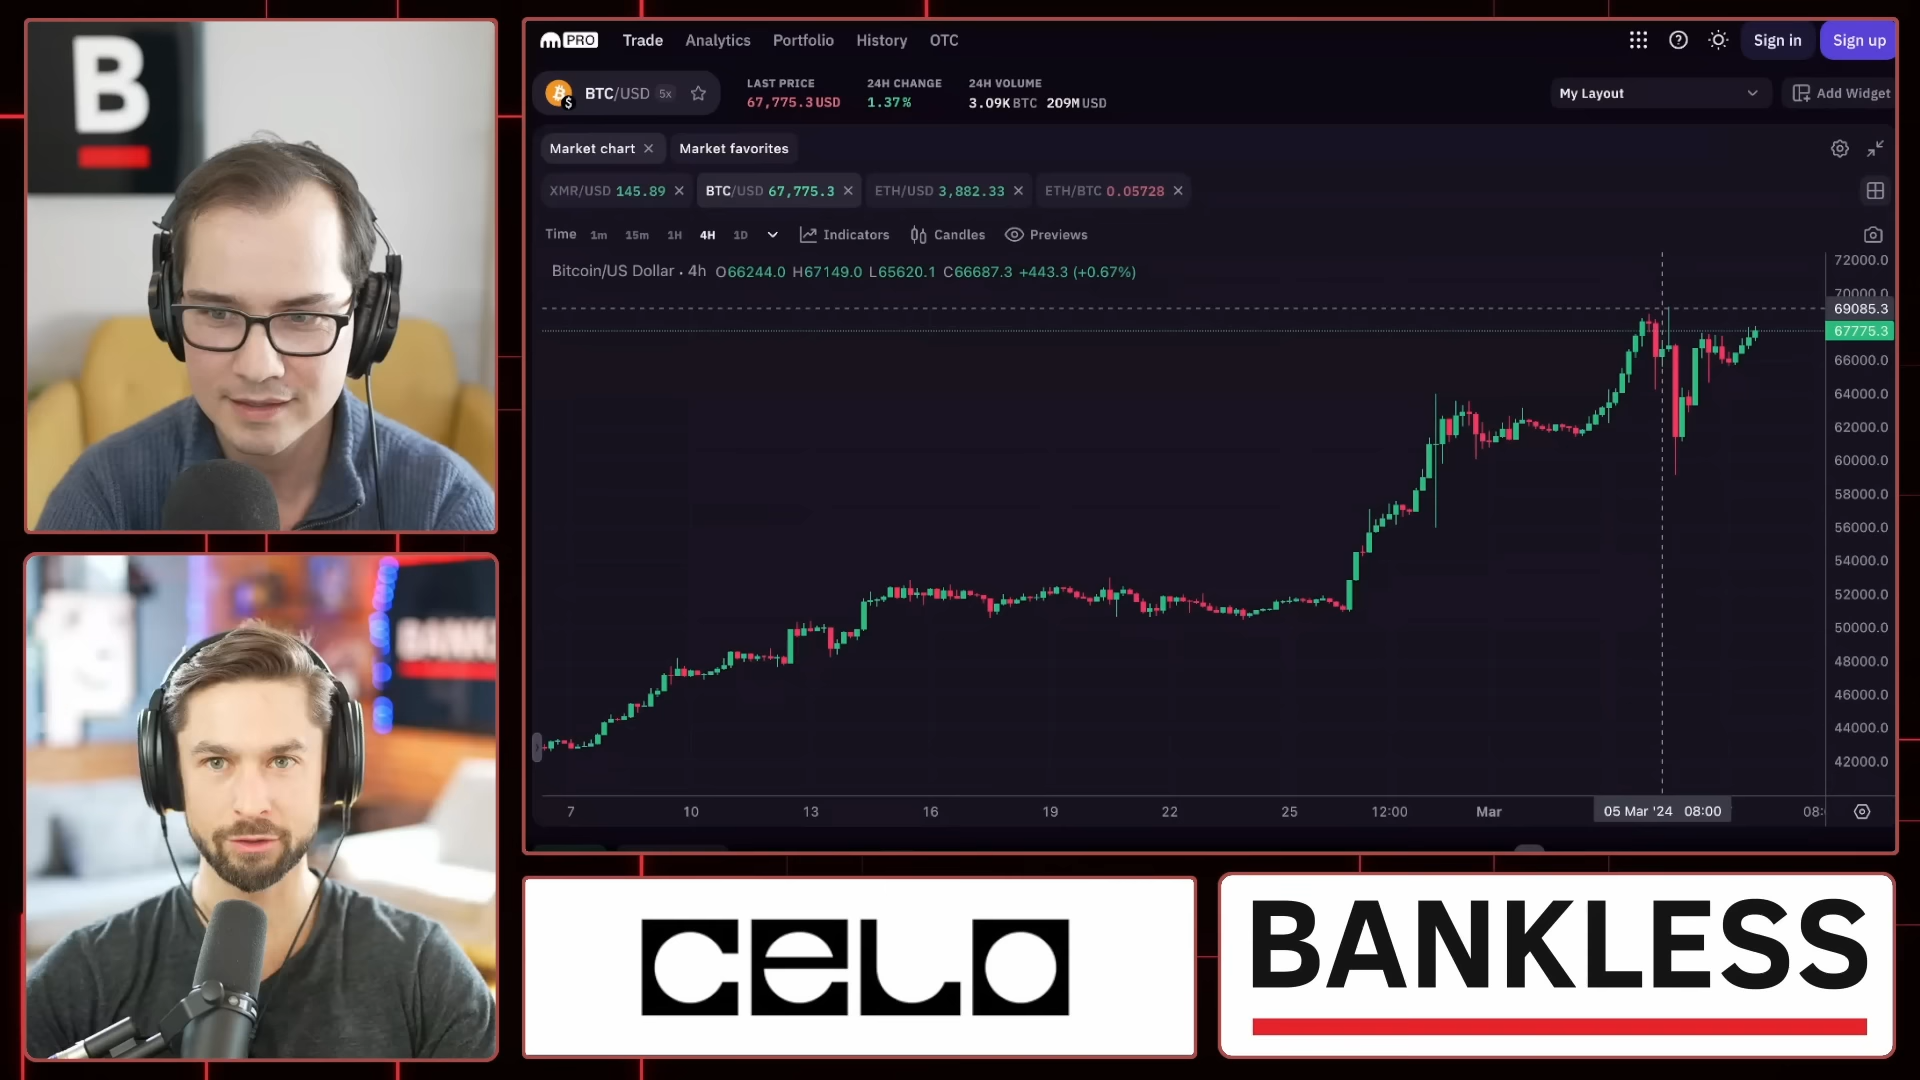 B
PRO Trade Analytics Portfolio History OTC Sign in Sign up
BTC/USD 5x
LAST PRICE 24H CHANGE 24H VOLUME
67,775.3 USD 1.37% 3.09K BTC 209M USD
My Layout Add Widget
Market chart Market favorites
XMR/USD 145.89 BTC/USD 67,775.3 ETH/USD 3,882.33 ETH/BTC 0.05728
Time 1m 15m 1H 4H 1D Indicators Candles Previews
Bitcoin/US Dollar · 4h O66244.0 H67149.0 L65620.1 C66687.3 +443.3 (+0.67%)
72000.0
70000.0
69085.3
67775.3
66000.0
64000.0
62000.0
60000.0
58000.0
56000.0
54000.0
52000.0
50000.0
48000.0
46000.0
44000.0
42000.0
7 10 13 16 19 22 25 12:00 Mar 05 Mar '24 08:00 08:
celo
BANKLESS